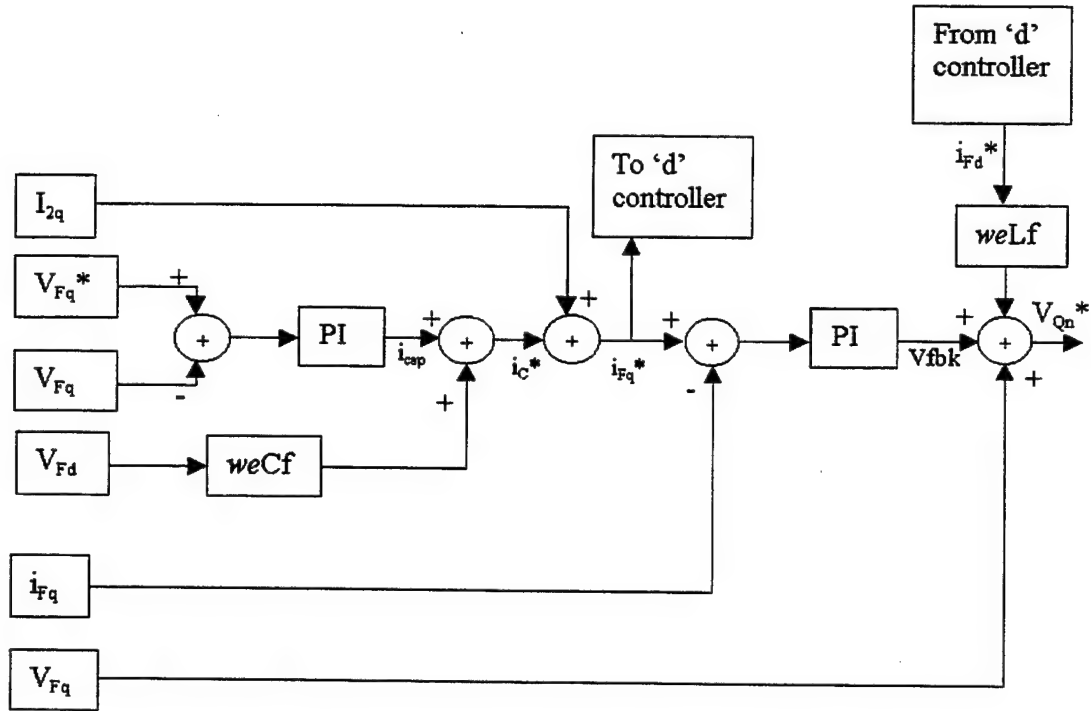 From ‘d’
controller
i_Fd*
To ‘d’
controller
I_2q
weLf
V_Fq*
+
+
+
V_Qn*
+
PI
+
+
+
+
+
PI
+
+
i_cap
i_C*
i_Fq*
Vfbk
V_Fq
-
+
-
+
V_Fd
weCf
i_Fq
V_Fq